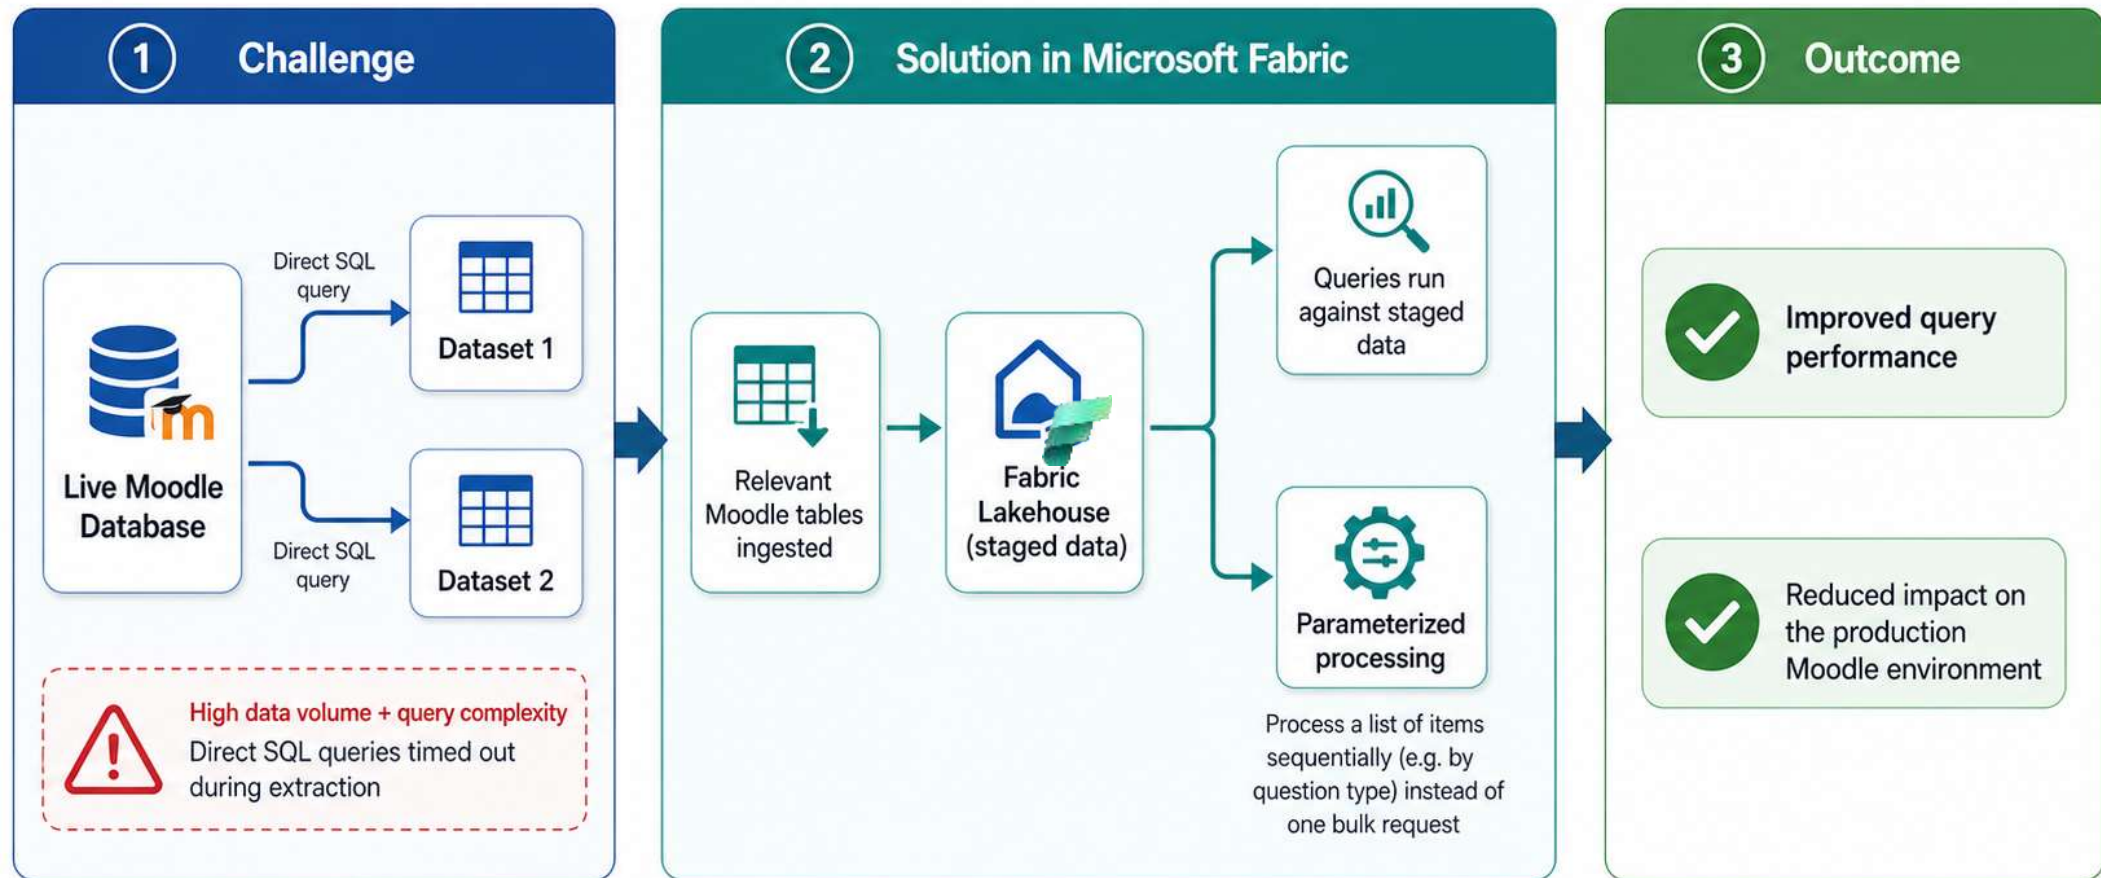 1 Challenge
Direct SQL
query
Dataset 1
m
Live Moodle
Database
Direct SQL
query
Dataset 2
High data volume + query complexity
Direct SQL queries timed out
during extraction
2 Solution in Microsoft Fabric
Relevant
Moodle tables
ingested
Fabric
Lakehouse
(staged data)
Queries run
against staged
data
Parameterized
processing
Process a list of items
sequentially (e.g. by
question type) instead of
one bulk request
3 Outcome
Improved query
performance
Reduced impact on
the production
Moodle environment